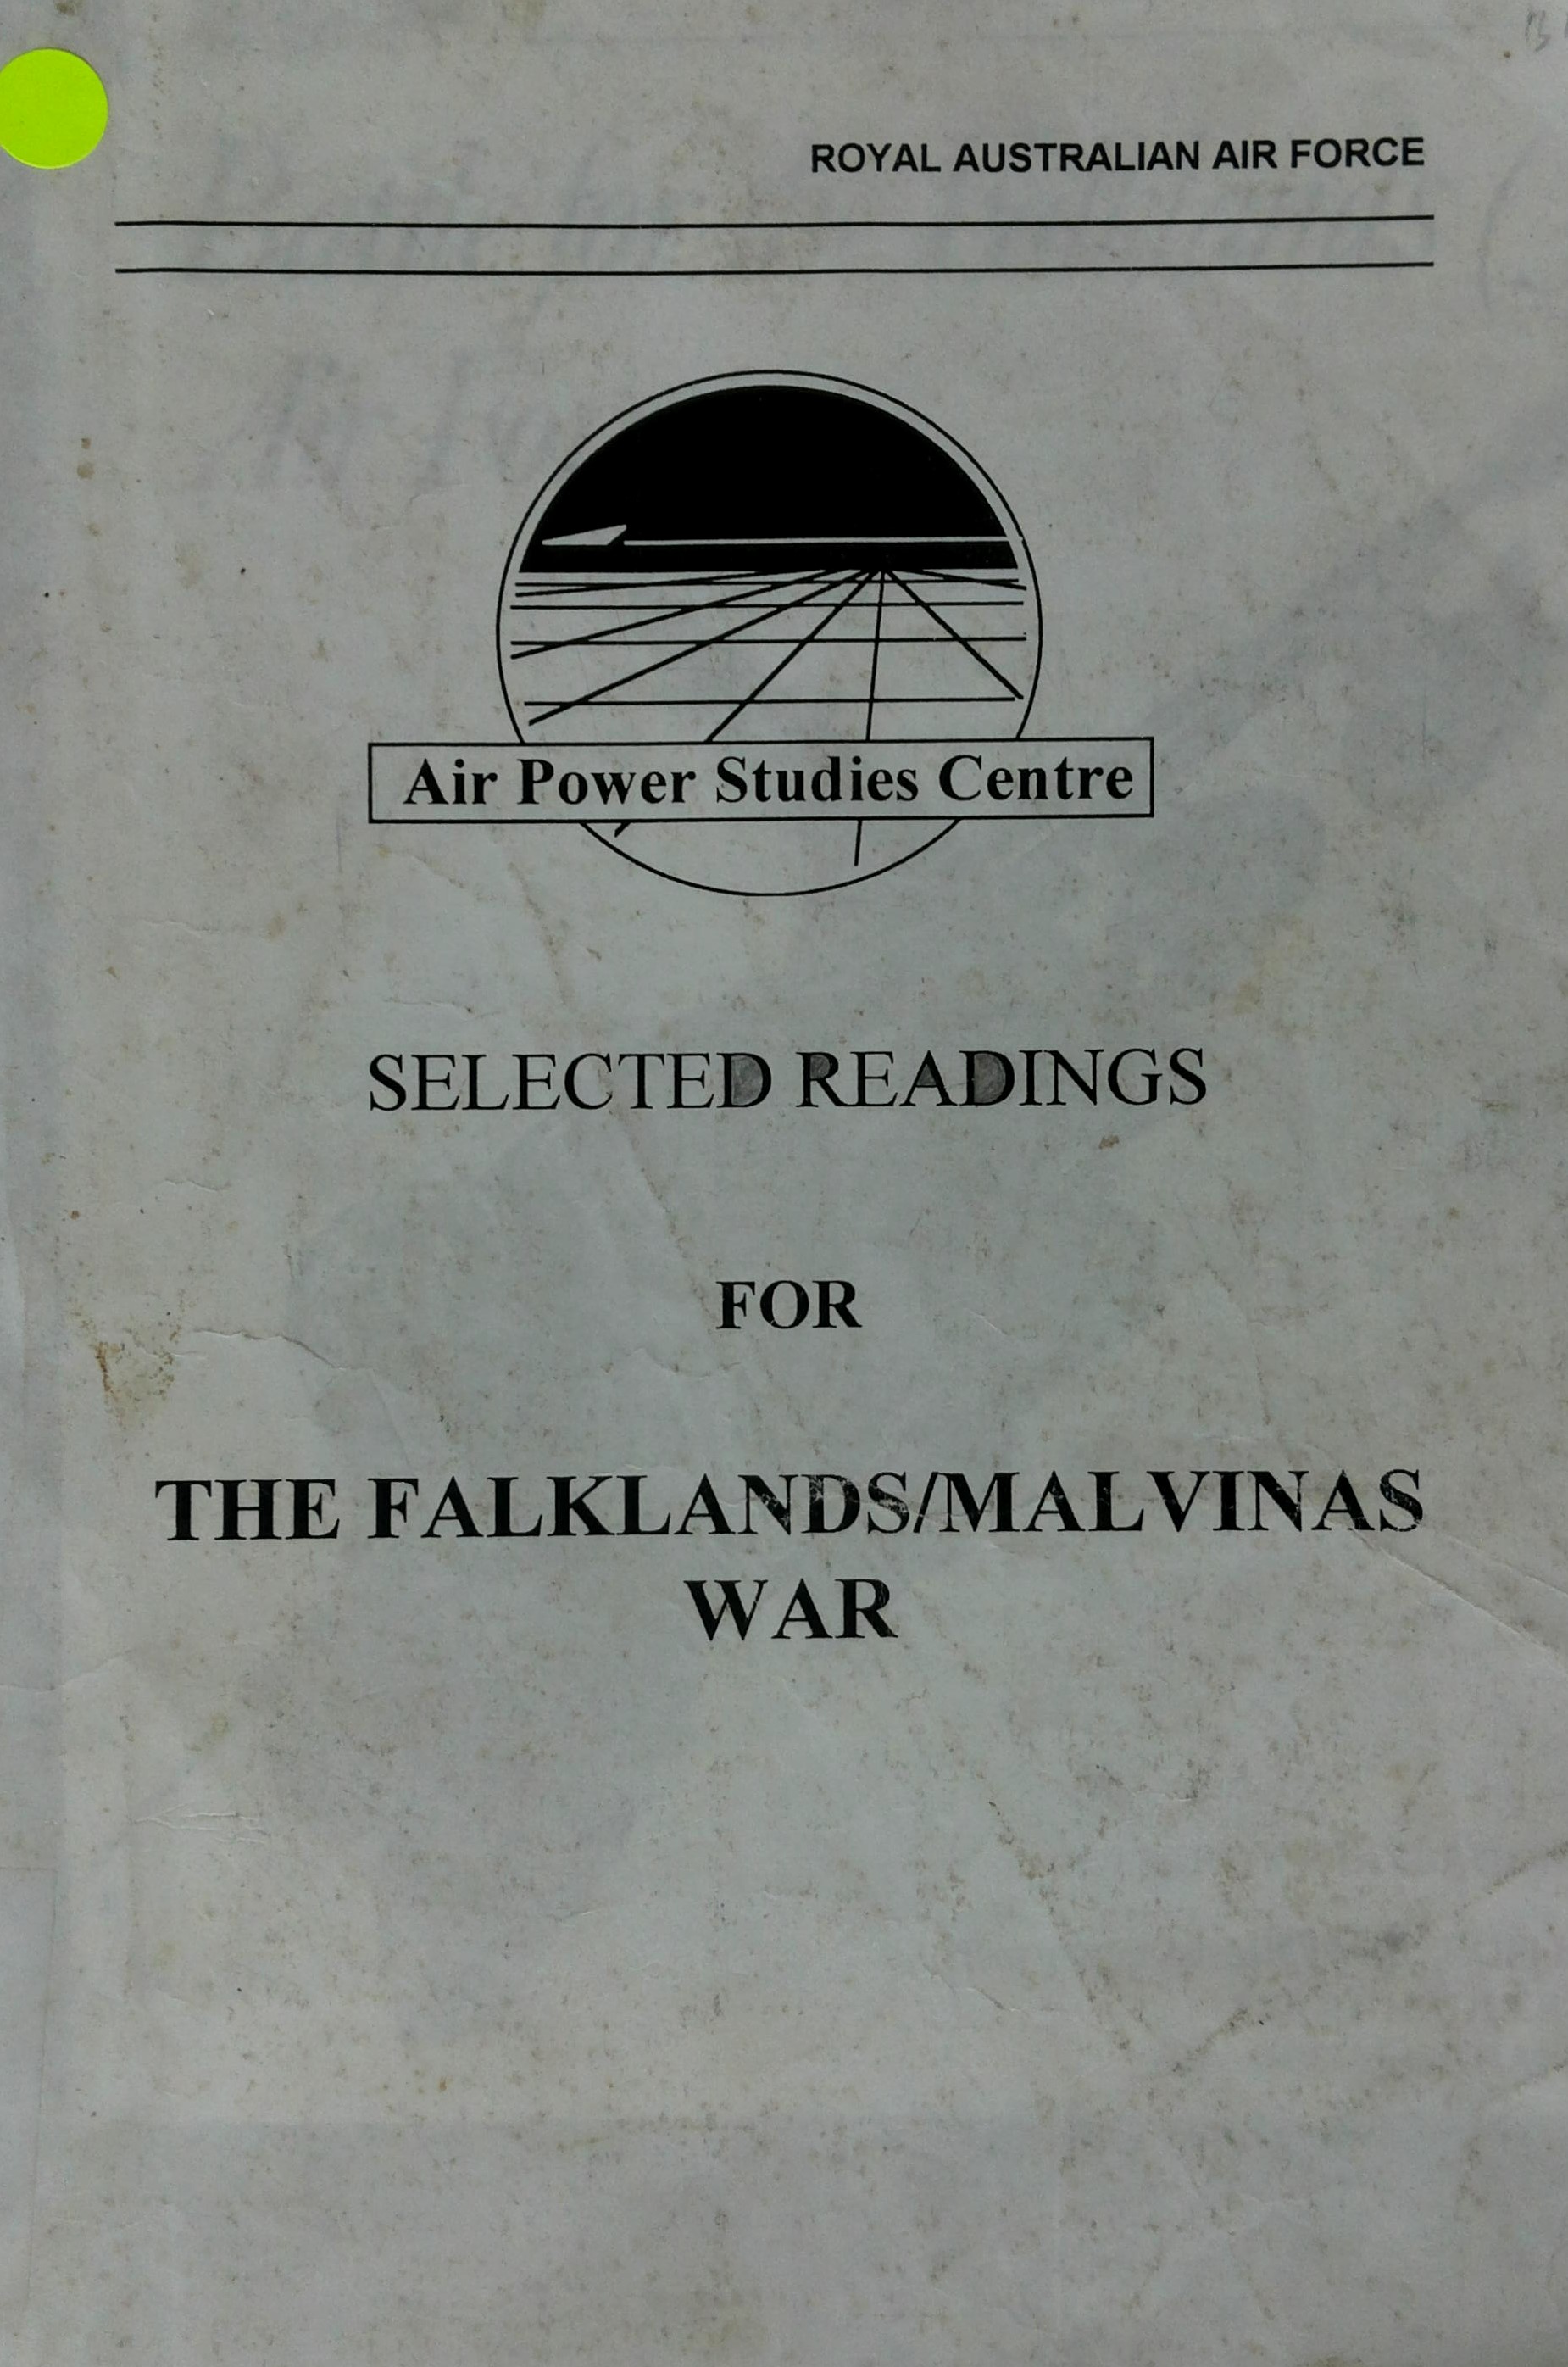 ROYAL AUSTRALIAN AIR FORCE
Air Power Studies Centre
SELECTED READINGS
FOR
THE FALKLANDS/MALVINAS
WAR